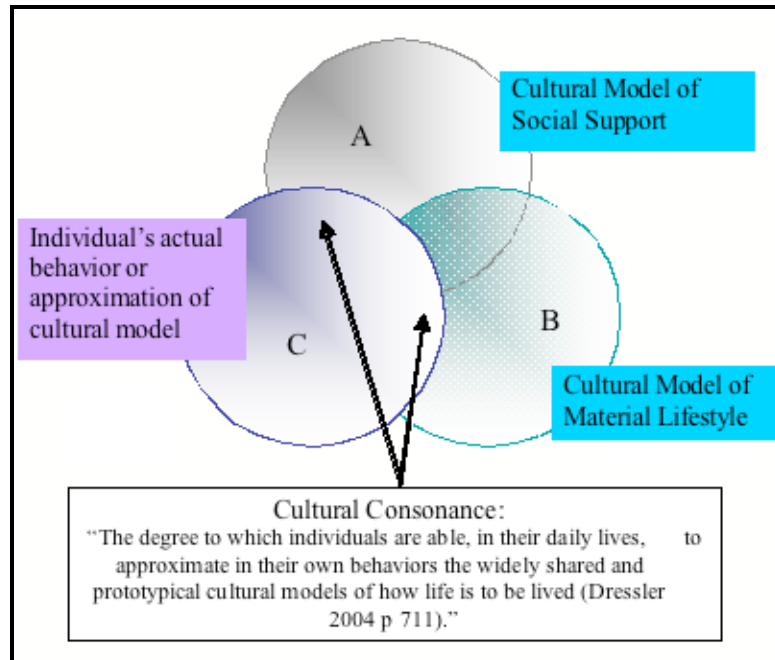 Cultural Model of
Social Support
A
Individual's actual
behavior or
approximation of
cultural model
C
B
Cultural Model of
Material Lifestyle
Cultural Consonance:
“The degree to which individuals are able, in their daily lives, to
approximate in their own behaviors the widely shared and
prototypical cultural models of how life is to be lived (Dressler
2004 p 711).”